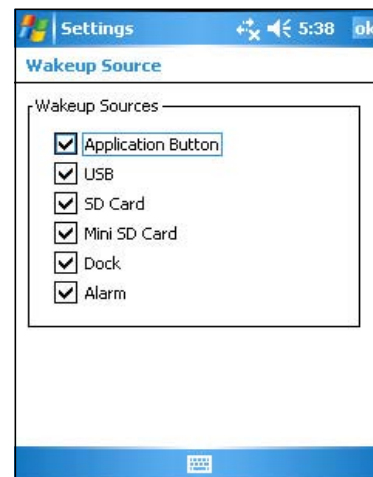 Settings 5:38 ok
Wakeup Source
Wakeup Sources
Application Button
USB
SD Card
Mini SD Card
Dock
Alarm